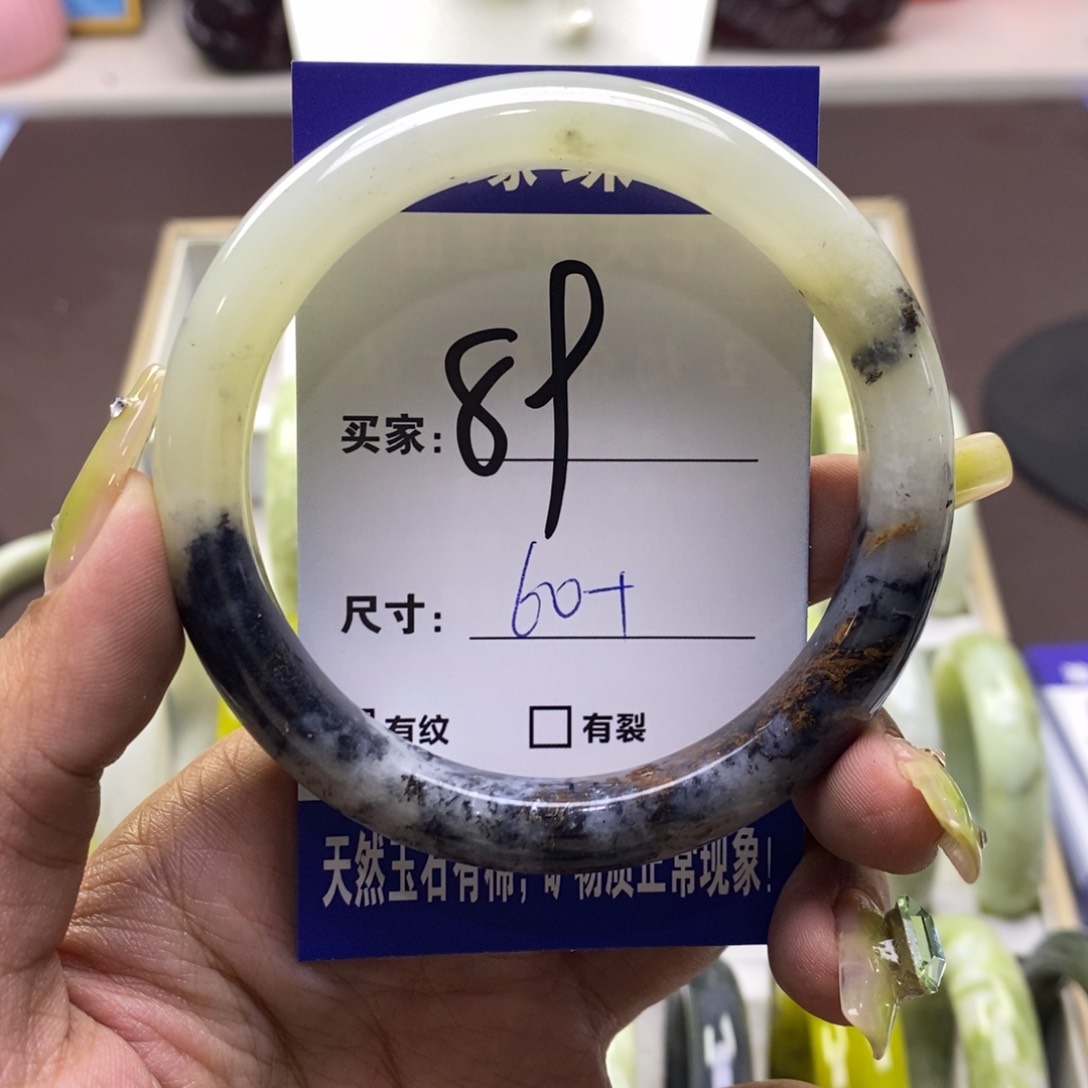 买家: 89
尺寸: 60+
有纹 □有裂
天然玉石有棉,矿物质正常现象!